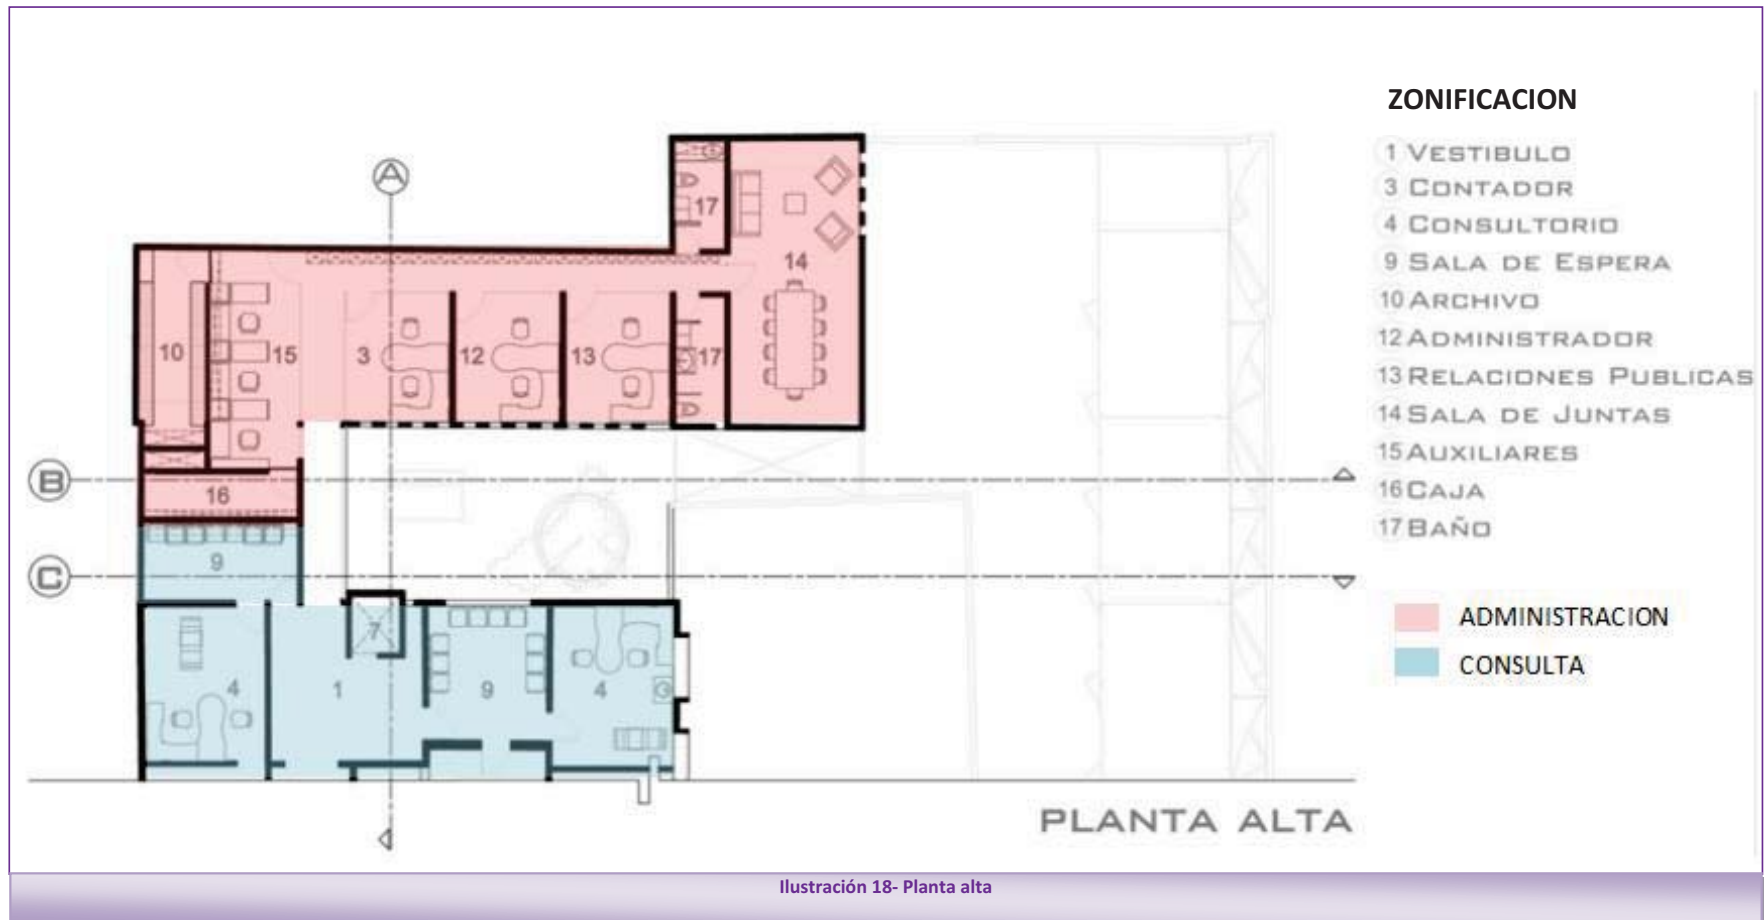 ZONIFICACION
1 VESTIBULO
3 CONTADOR
4 CONSULTORIO
9 SALA DE ESPERA
10 ARCHIVO
12 ADMINISTRADOR
13 RELACIONES PUBLICAS
14 SALA DE JUNTAS
15 AUXILIARES
16 CAJA
17 BAÑO
ADMINISTRACION
CONSULTA
A
17
14
10
15
3
12
13
17
B
16
9
C
7
4
1
9
4
PLANTA ALTA
Ilustración 18- Planta alta